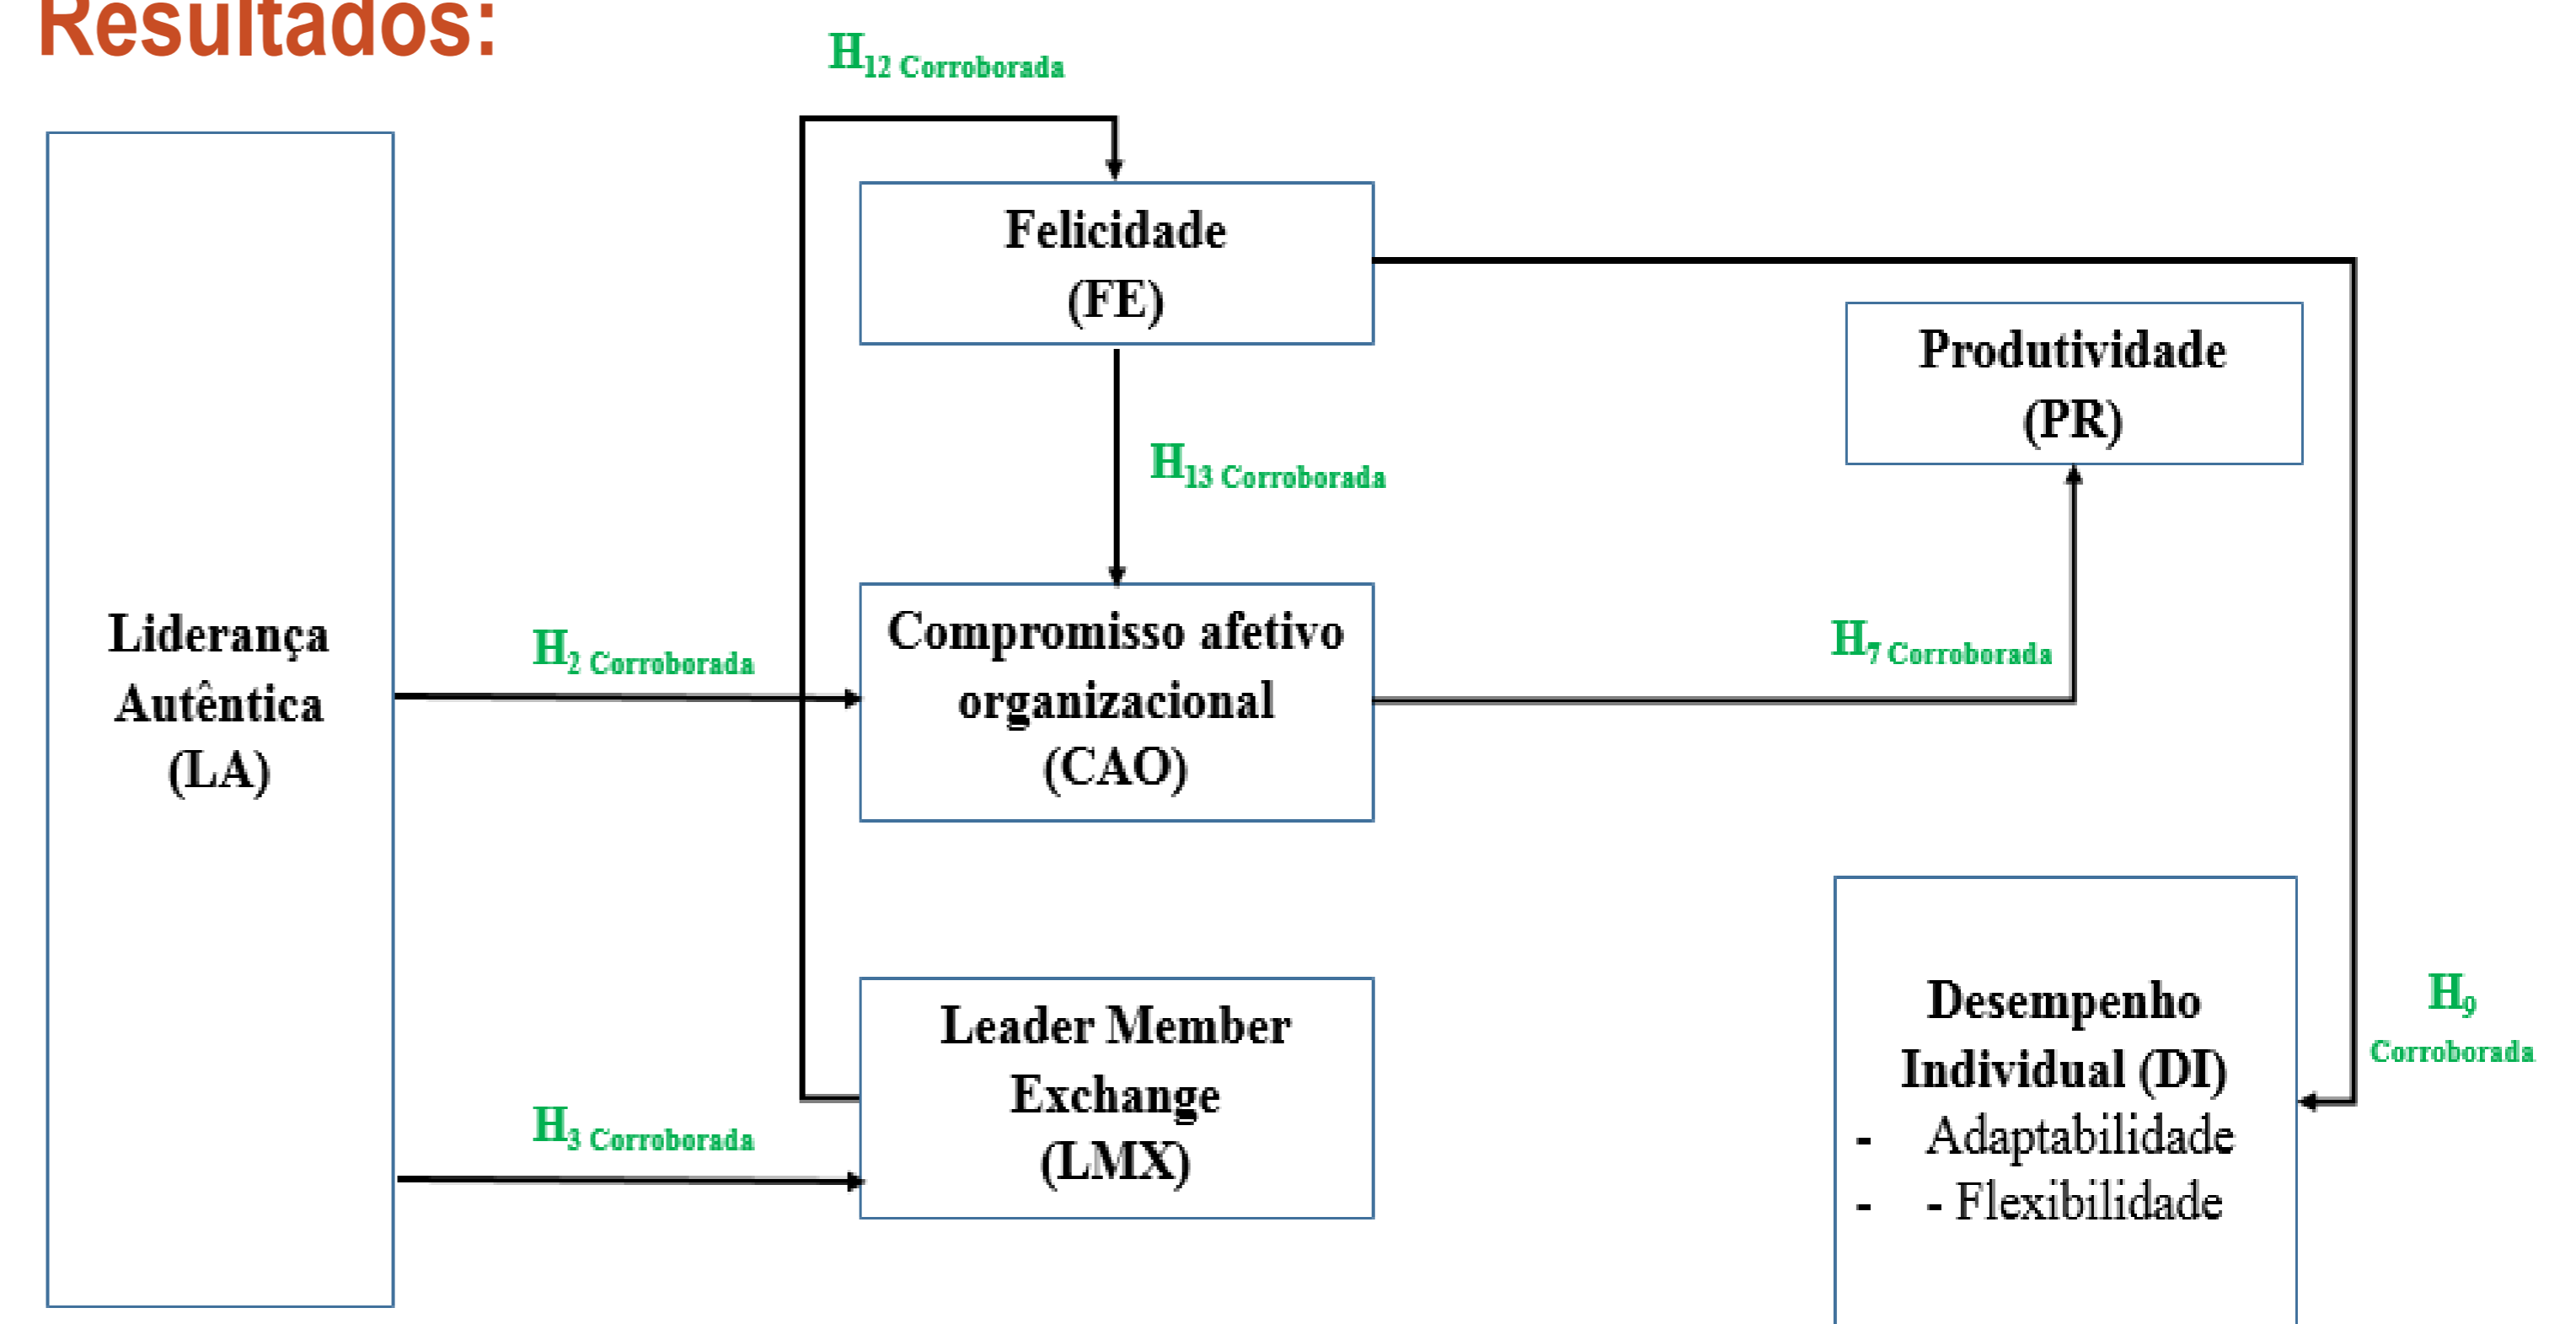 Resultados:
H12 Corroborada
Felicidade
(FE)
Produtividade
(PR)
H13 Corroborada
Liderança
Autêntica
(LA)
H2 Corroborada
Compromisso afetivo
organizacional
(CAO)
H7 Corroborada
Leader Member
Exchange
(LMX)
H3 Corroborada
Desempenho
Individual (DI)
- Adaptabilidade
- - Flexibilidade
H9
Corroborada